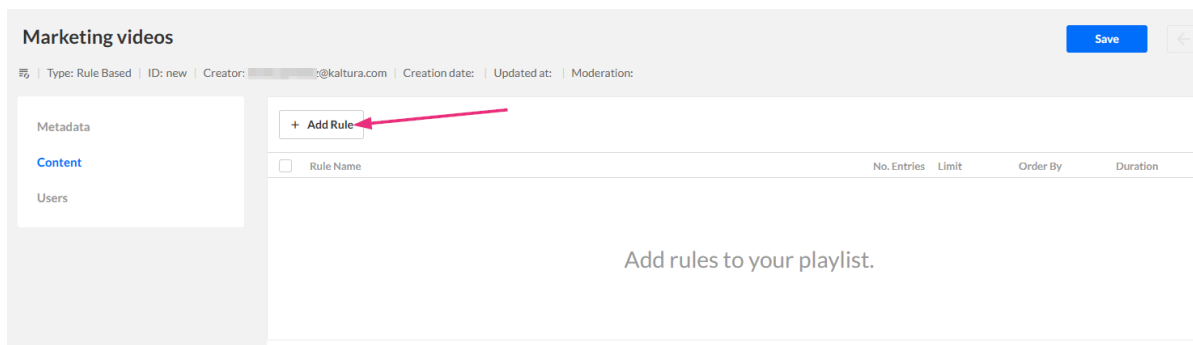 Marketing videos
Save
Type: Rule Based | ID: new | Creator: @kaltura.com | Creation date: | Updated at: | Moderation:
Metadata
Content
Users
+ Add Rule
Rule Name No. Entries Limit Order By Duration
Add rules to your playlist.